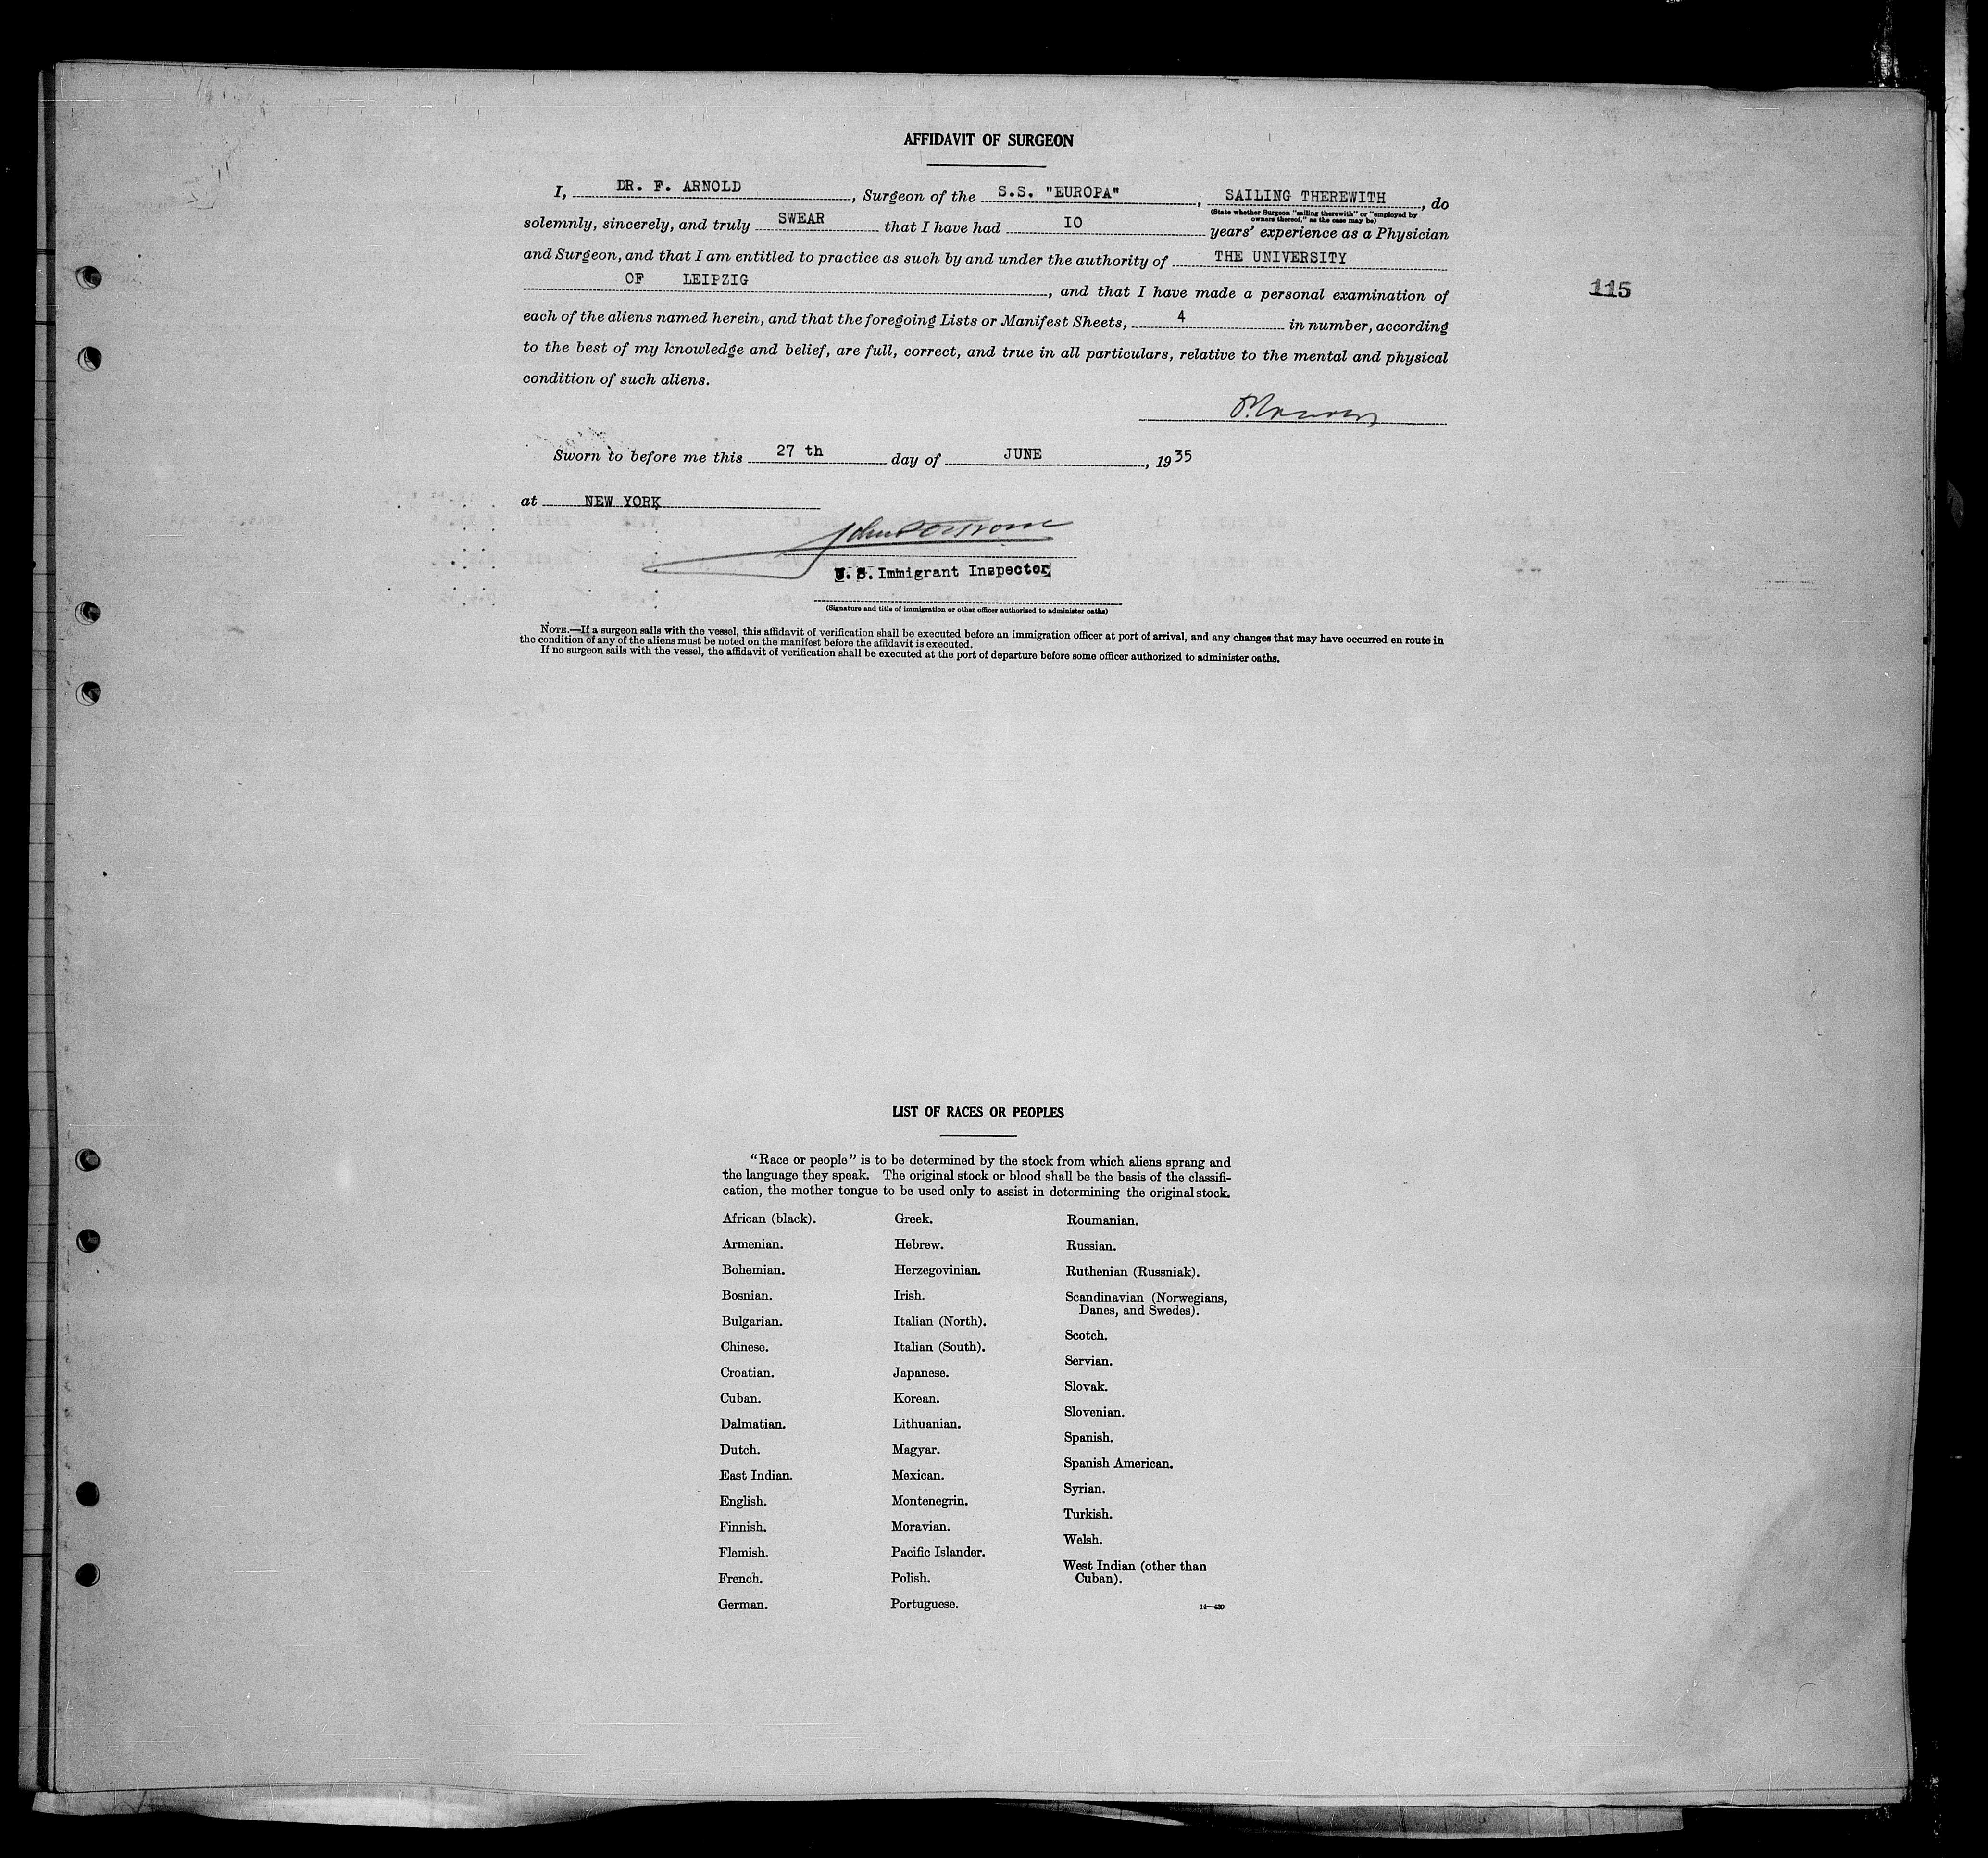 AFFIDAVIT OF SURGEON
I, DR. F. ARNOLD, Surgeon of the S.S. "EUROPA", SAILING THEREWITH, do
(State whether Surgeon "sailing therewith" or "employed by
owners thereof," as the case may be)
solemnly, sincerely, and truly SWEAR that I have had IO years' experience as a Physician
and Surgeon, and that I am entitled to practice as such by and under the authority of THE UNIVERSITY
OF LEIPZIG, and that I have made a personal examination of
115
each of the aliens named herein, and that the foregoing Lists or Manifest Sheets, 4 in number, according
to the best of my knowledge and belief, are full, correct, and true in all particulars, relative to the mental and physical
condition of such aliens.
Sworn to before me this 27 th day of JUNE, 1935
at NEW YORK
U. S. Immigrant Inspector
(Signature and title of immigration or other officer authorized to administer oaths)
NOTE.—If a surgeon sails with the vessel, this affidavit of verification shall be executed before an immigration officer at port of arrival, and any changes that may have occurred en route in
the condition of any of the aliens must be noted on the manifest before the affidavit is executed.
If no surgeon sails with the vessel, the affidavit of verification shall be executed at the port of departure before some officer authorized to administer oaths.
LIST OF RACES OR PEOPLES
"Race or people" is to be determined by the stock from which aliens sprang and
the language they speak. The original stock or blood shall be the basis of the classifi-
cation, the mother tongue to be used only to assist in determining the original stock.
African (black).
Armenian.
Bohemian.
Bosnian.
Bulgarian.
Chinese.
Croatian.
Cuban.
Dalmatian.
Dutch.
East Indian.
English.
Finnish.
Flemish.
French.
German.
Greek.
Hebrew.
Herzegovinian.
Irish.
Italian (North).
Italian (South).
Japanese.
Korean.
Lithuanian.
Magyar.
Mexican.
Montenegrin.
Moravian.
Pacific Islander.
Polish.
Portuguese.
Roumanian.
Russian.
Ruthenian (Russniak).
Scandinavian (Norwegians,
Danes, and Swedes).
Scotch.
Servian.
Slovak.
Slovenian.
Spanish.
Spanish American.
Syrian.
Turkish.
Welsh.
West Indian (other than
Cuban).